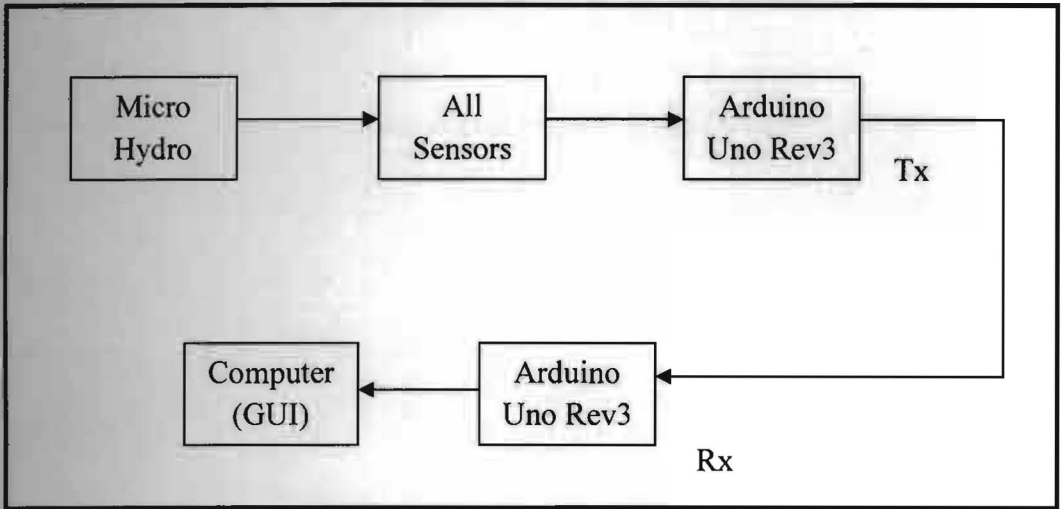 Micro
Hydro
All
Sensors
Arduino
Uno Rev3
Tx
Computer
(GUI)
Arduino
Uno Rev3
Rx